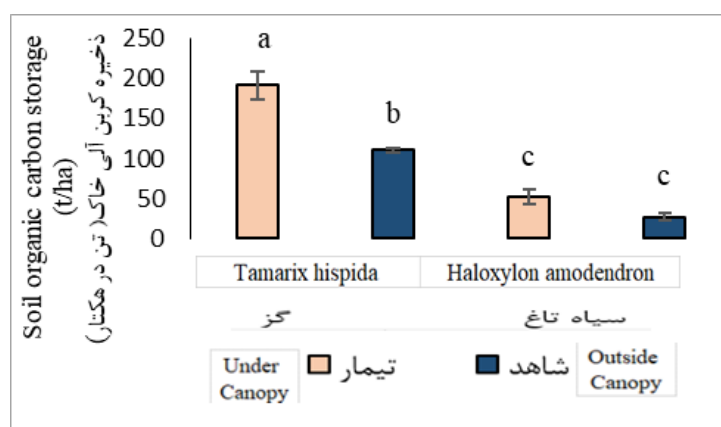 Soil organic carbon storage
(t/ha)
ذخیره کربن آلی خاک( تن در هکتار)
250
200
150
100
50
0
a
b
c
c
Tamarix hispida
Haloxylon amodendron
گز
سیاه تاغ
Under
Canopy
تیمار
شاهد
Outside
Canopy